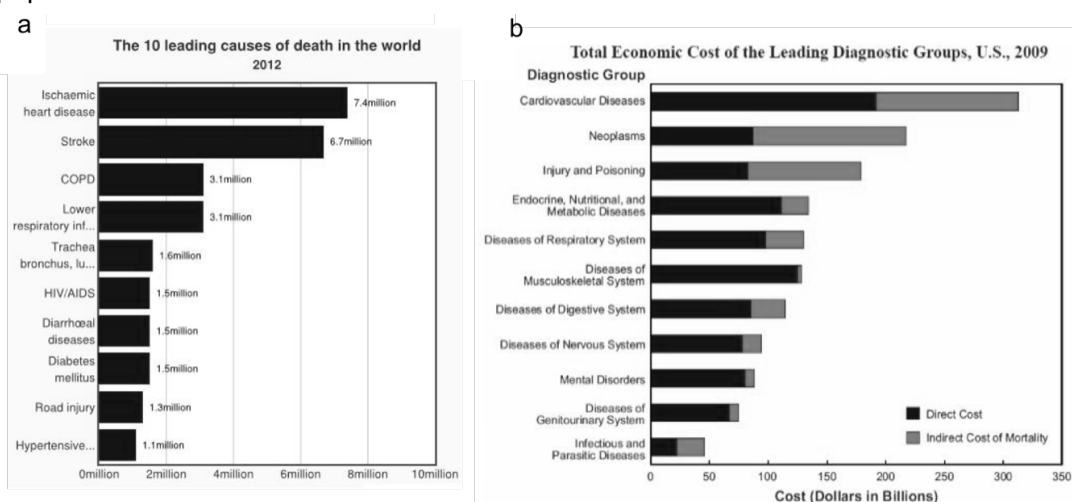 a
The 10 leading causes of death in the world
2012
Ischaemic
heart disease
7.4million
Stroke
6.7million
COPD
3.1million
Lower
respiratory inf...
3.1million
Trachea
bronchus, lu...
1.6million
HIV/AIDS
1.5million
Diarrhœal
diseases
1.5million
Diabetes
mellitus
1.5million
Road injury
1.3million
Hypertensive...
1.1million
0million 2million 4million 6million 8million 10million
b
Total Economic Cost of the Leading Diagnostic Groups, U.S., 2009
Diagnostic Group
Cardiovascular Diseases
Neoplasms
Injury and Poisoning
Endocrine, Nutritional, and
Metabolic Diseases
Diseases of Respiratory System
Diseases of
Musculoskeletal System
Diseases of Digestive System
Diseases of Nervous System
Mental Disorders
Diseases of
Genitourinary System
Infectious and
Parasitic Diseases
Direct Cost
Indirect Cost of Mortality
0 50 100 150 200 250 300 350
Cost (Dollars in Billions)